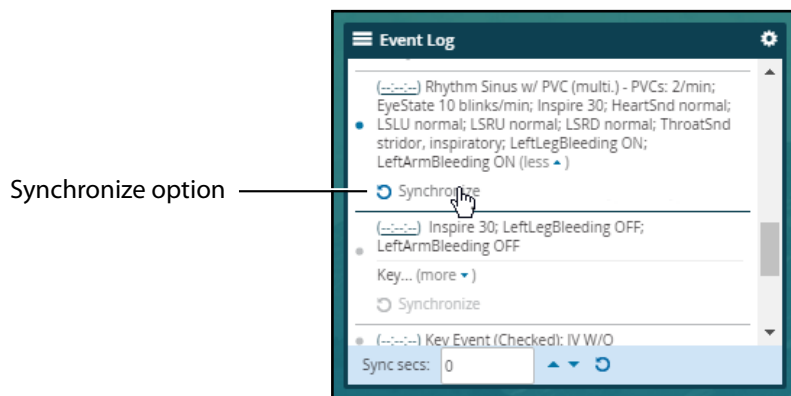 Event Log
(--:--:--) Rhythm Sinus w/ PVC (multi.) - PVCs: 2/min;
EyeState 10 blinks/min; Inspire 30; HeartSnd normal;
LSLU normal; LSRU normal; LSRD normal; ThroatSnd
stridor, inspiratory; LeftLegBleeding ON;
LeftArmBleeding ON (less)
Synchronize option
Synchronize
(--:--:--) Inspire 30; LeftLegBleeding OFF;
LeftArmBleeding OFF
Key... (more)
Synchronize
(--:--:--) Key Event (Checked): IV W/O
Sync secs: 0